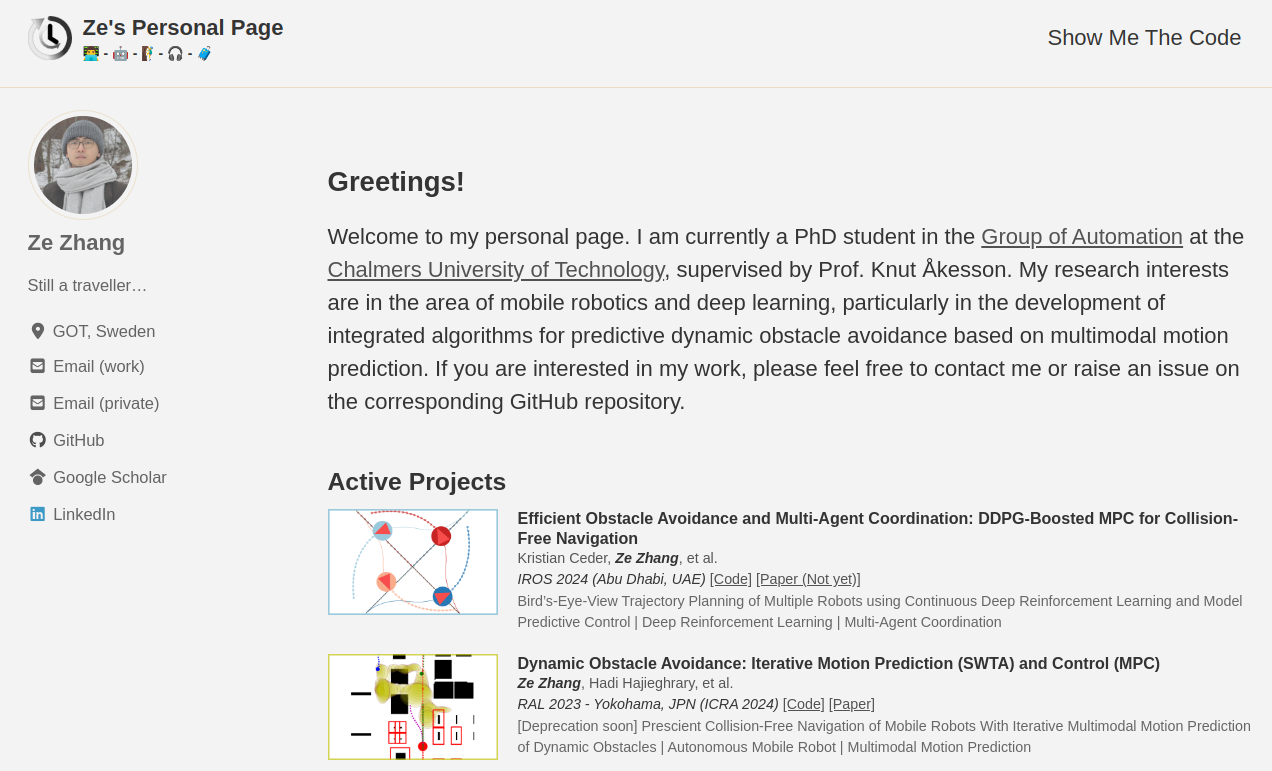 Ze's Personal Page
👨‍💻 - 🤖 - 🧗 - 🎧 - 🧳
Show Me The Code
Ze Zhang
Still a traveller…
GOT, Sweden
Email (work)
Email (private)
GitHub
Google Scholar
LinkedIn
Greetings!
Welcome to my personal page. I am currently a PhD student in the Group of Automation at the
Chalmers University of Technology, supervised by Prof. Knut Åkesson. My research interests
are in the area of mobile robotics and deep learning, particularly in the development of
integrated algorithms for predictive dynamic obstacle avoidance based on multimodal motion
prediction. If you are interested in my work, please feel free to contact me or raise an issue on
the corresponding GitHub repository.
Active Projects
Efficient Obstacle Avoidance and Multi-Agent Coordination: DDPG-Boosted MPC for Collision-
Free Navigation
Kristian Ceder, Ze Zhang, et al.
IROS 2024 (Abu Dhabi, UAE) [Code] [Paper (Not yet)]
Bird's-Eye-View Trajectory Planning of Multiple Robots using Continuous Deep Reinforcement Learning and Model
Predictive Control | Deep Reinforcement Learning | Multi-Agent Coordination
Dynamic Obstacle Avoidance: Iterative Motion Prediction (SWTA) and Control (MPC)
Ze Zhang, Hadi Hajieghrary, et al.
RAL 2023 - Yokohama, JPN (ICRA 2024) [Code] [Paper]
[Deprecation soon] Prescient Collision-Free Navigation of Mobile Robots With Iterative Multimodal Motion Prediction
of Dynamic Obstacles | Autonomous Mobile Robot | Multimodal Motion Prediction